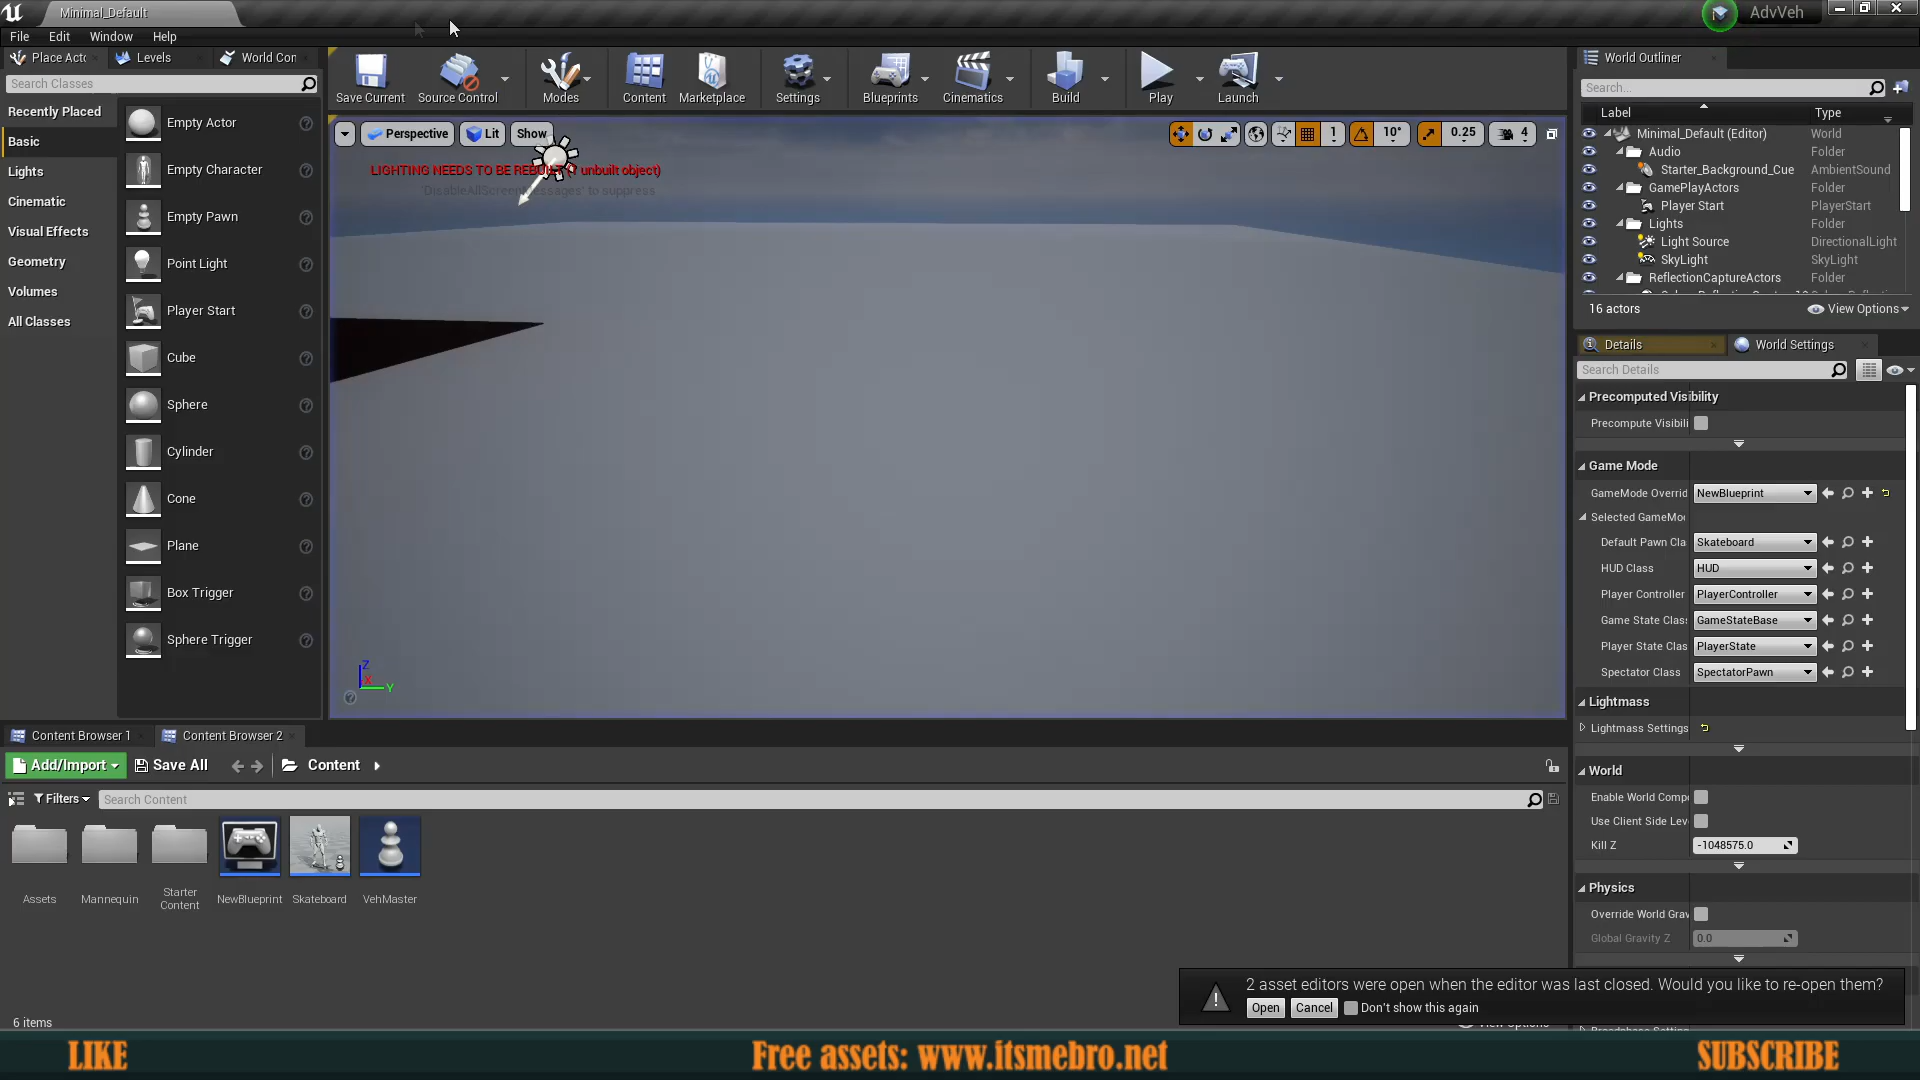 Minimal_Default
AdvVeh
File Edit Window Help
Place Acto Levels World Con
Search Classes
Recently Placed
Basic
Lights
Cinematic
Visual Effects
Geometry
Volumes
All Classes
Empty Actor
Empty Character
Empty Pawn
Point Light
Player Start
Cube
Sphere
Cylinder
Cone
Plane
Box Trigger
Sphere Trigger
Save Current Source Control Modes Content Marketplace Settings Blueprints Cinematics Build Play Launch
Perspective Lit Show
1 10° 0.25 4
LIGHTING NEEDS TO BE unbuilt object)
to suppress
Z
X
Y
World Outliner
Search...
Label Type
Minimal_Default (Editor) World
Audio Folder
Starter_Background_Cue AmbientSound
GamePlayActors Folder
Player Start PlayerStart
Lights Folder
Light Source DirectionalLight
SkyLight SkyLight
ReflectionCaptureActors Folder
16 actors View Options
Details World Settings
Search Details
Precomputed Visibility
Precompute Visibili
Game Mode
GameMode Overrid NewBlueprint
Selected GameMo
Default Pawn Cla Skateboard
HUD Class HUD
Player Controller PlayerController
Game State Clas GameStateBase
Player State Clas PlayerState
Spectator Class SpectatorPawn
Lightmass
Lightmass Settings
World
Enable World Comp
Use Client Side Lev
Kill Z -1048575.0
Physics
Override World Grav
Global Gravity Z 0.0
Content Browser 1 Content Browser 2
Add/Import Save All Content
Filters Search Content
Assets
Mannequin
Starter
Content
NewBlueprint
Skateboard
VehMaster
6 items
2 asset editors were open when the editor was last closed. Would you like to re-open them?
Open Cancel Don't show this again
LIKE
Free assets: www.itsmebro.net
SUBSCRIBE